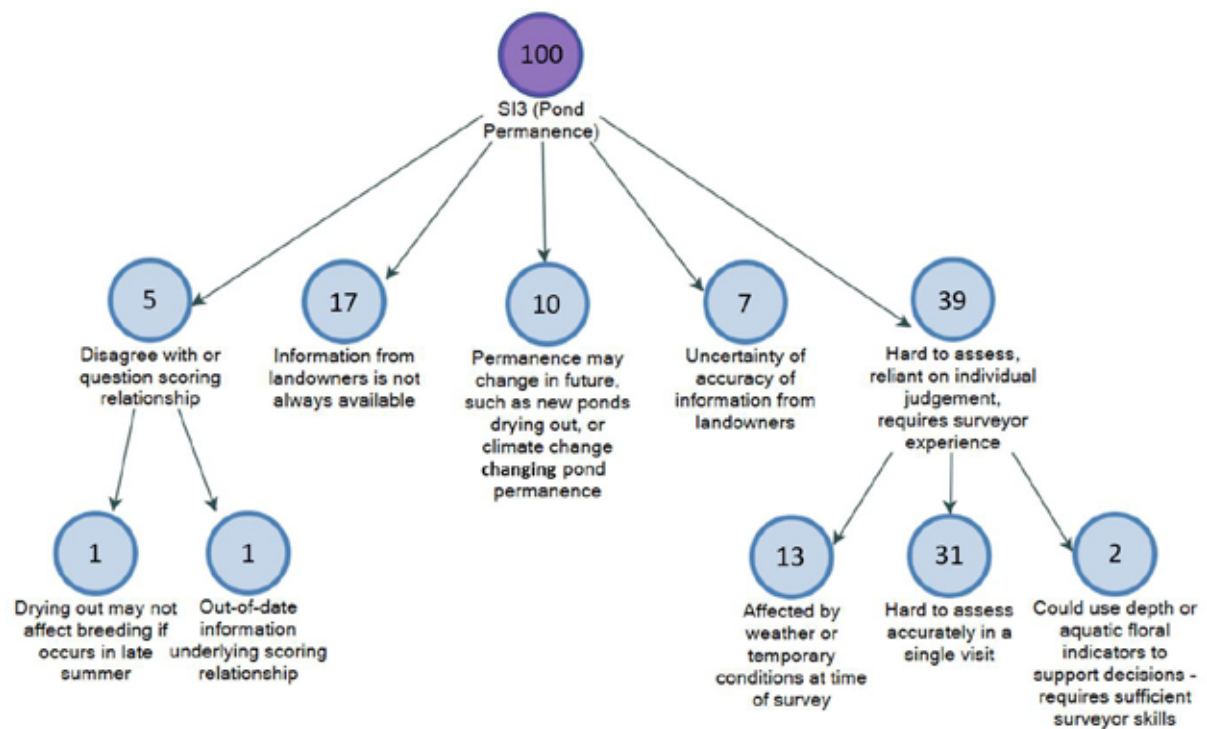 100
SI3 (Pond
Permanence)
5
Disagree with or
question scoring
relationship
17
Information from
landowners is not
always available
10
Permanence may
change in future,
such as new ponds
drying out, or
climate change
changing pond
permanence
7
Uncertainty of
accuracy of
information from
landowners
39
Hard to assess,
reliant on individual
judgement,
requires surveyor
experience
1
Drying out may not
affect breeding if
occurs in late
summer
1
Out-of-date
information
underlying scoring
relationship
13
Affected by
weather or
temporary
conditions at time
of survey
31
Hard to assess
accurately in a
single visit
2
Could use depth or
aquatic floral
indicators to
support decisions -
requires sufficient
surveyor skills